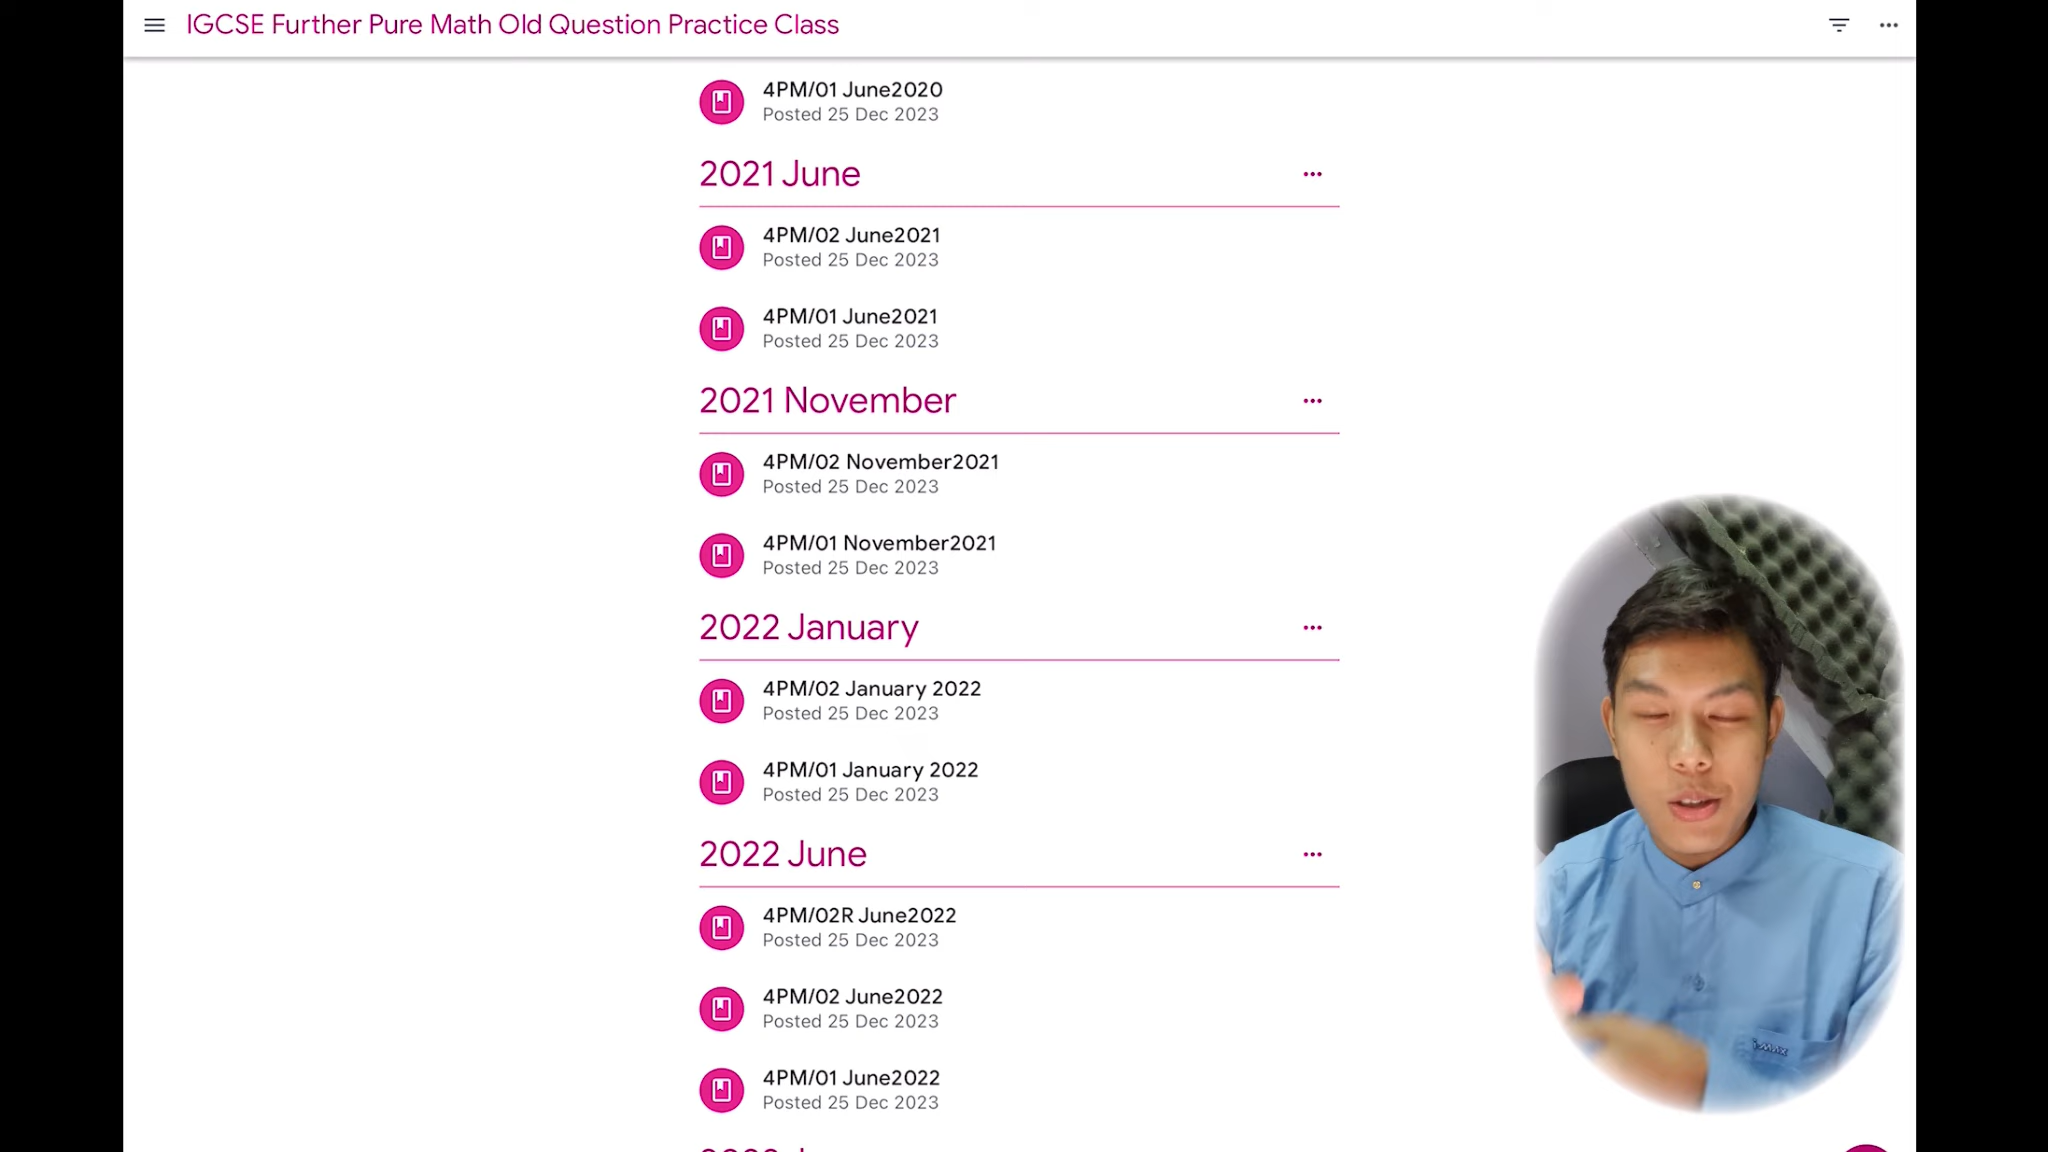 IGCSE Further Pure Math Old Question Practice Class
4PM/01 June2020
Posted 25 Dec 2023
2021 June
4PM/02 June2021
Posted 25 Dec 2023
4PM/01 June2021
Posted 25 Dec 2023
2021 November
4PM/02 November2021
Posted 25 Dec 2023
4PM/01 November2021
Posted 25 Dec 2023
2022 January
4PM/02 January 2022
Posted 25 Dec 2023
4PM/01 January 2022
Posted 25 Dec 2023
2022 June
4PM/02R June2022
Posted 25 Dec 2023
4PM/02 June2022
Posted 25 Dec 2023
4PM/01 June2022
Posted 25 Dec 2023